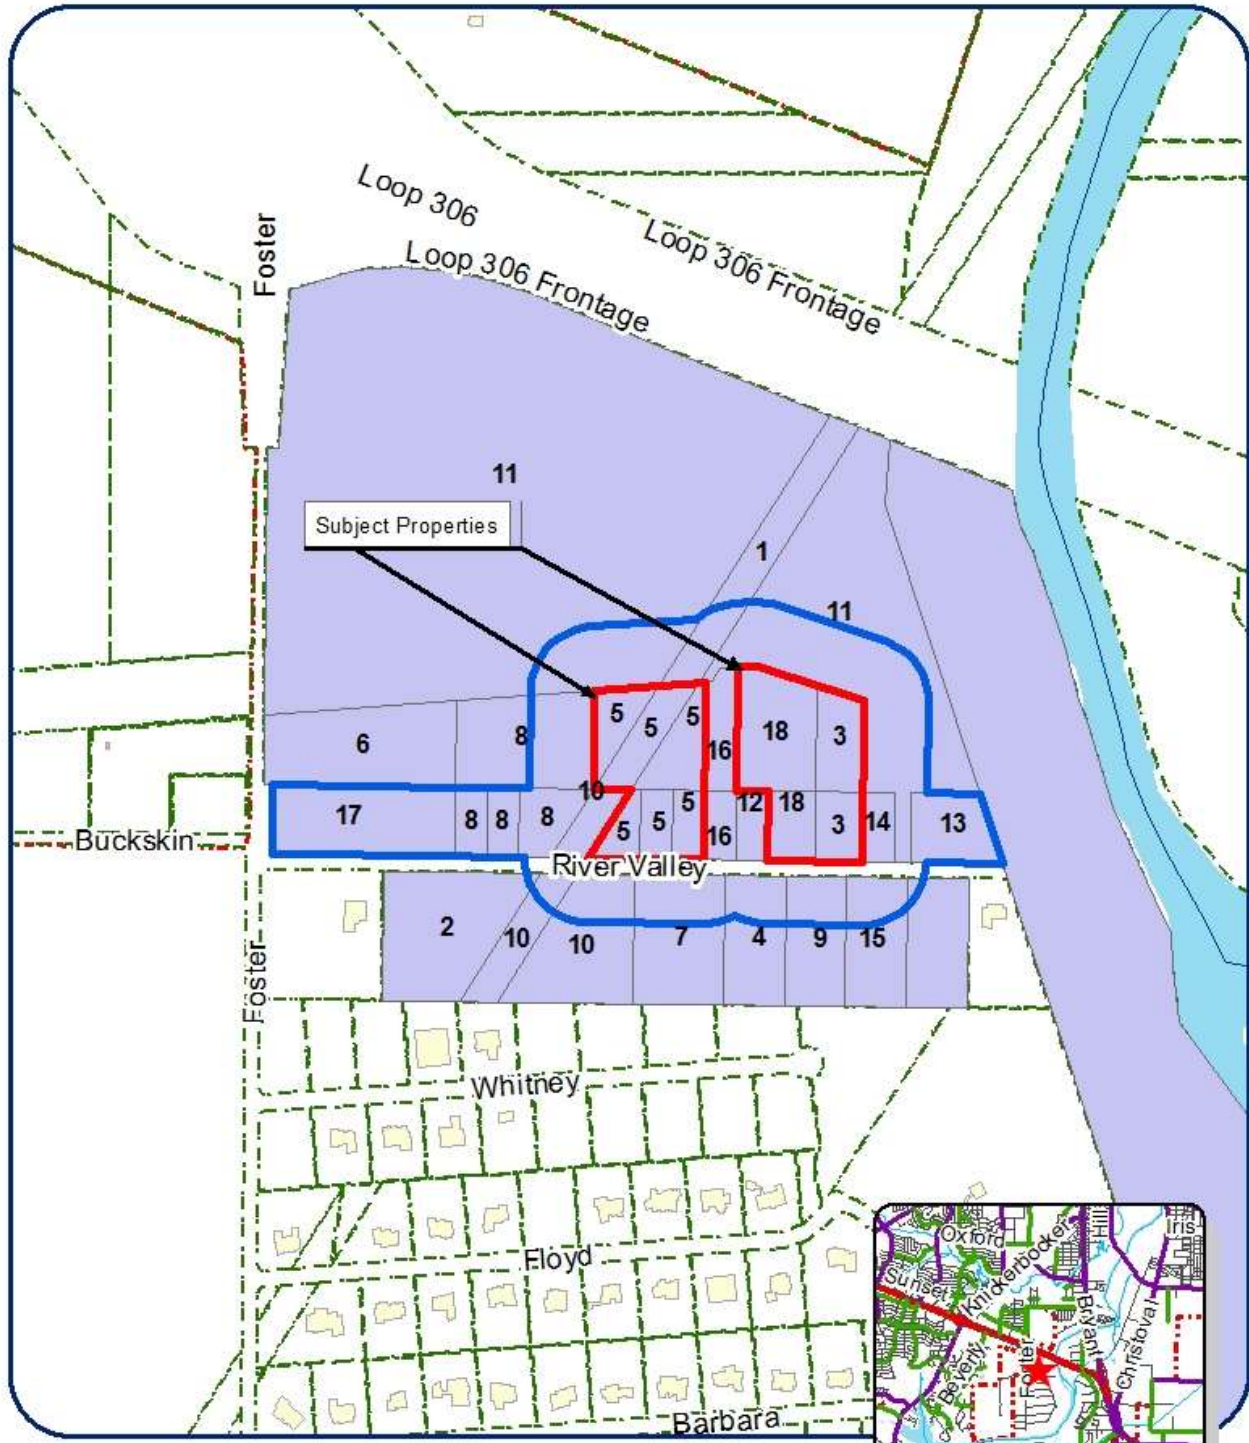 Loop 306
Foster
Loop 306 Frontage
Loop 306 Frontage
11
Subject Properties
1
11
5
5
5
18
3
6
8
16
10
17
8
8
8
5
5
5
16
12
18
3
14
13
Buckskin
River Valley
2
10
10
7
4
9
15
Foster
Whitney
Floyd
Barbara
Oxford
Knickerbocker
Hill
Iris
Sunset
Bryant
Christoval
Beverly
Foster